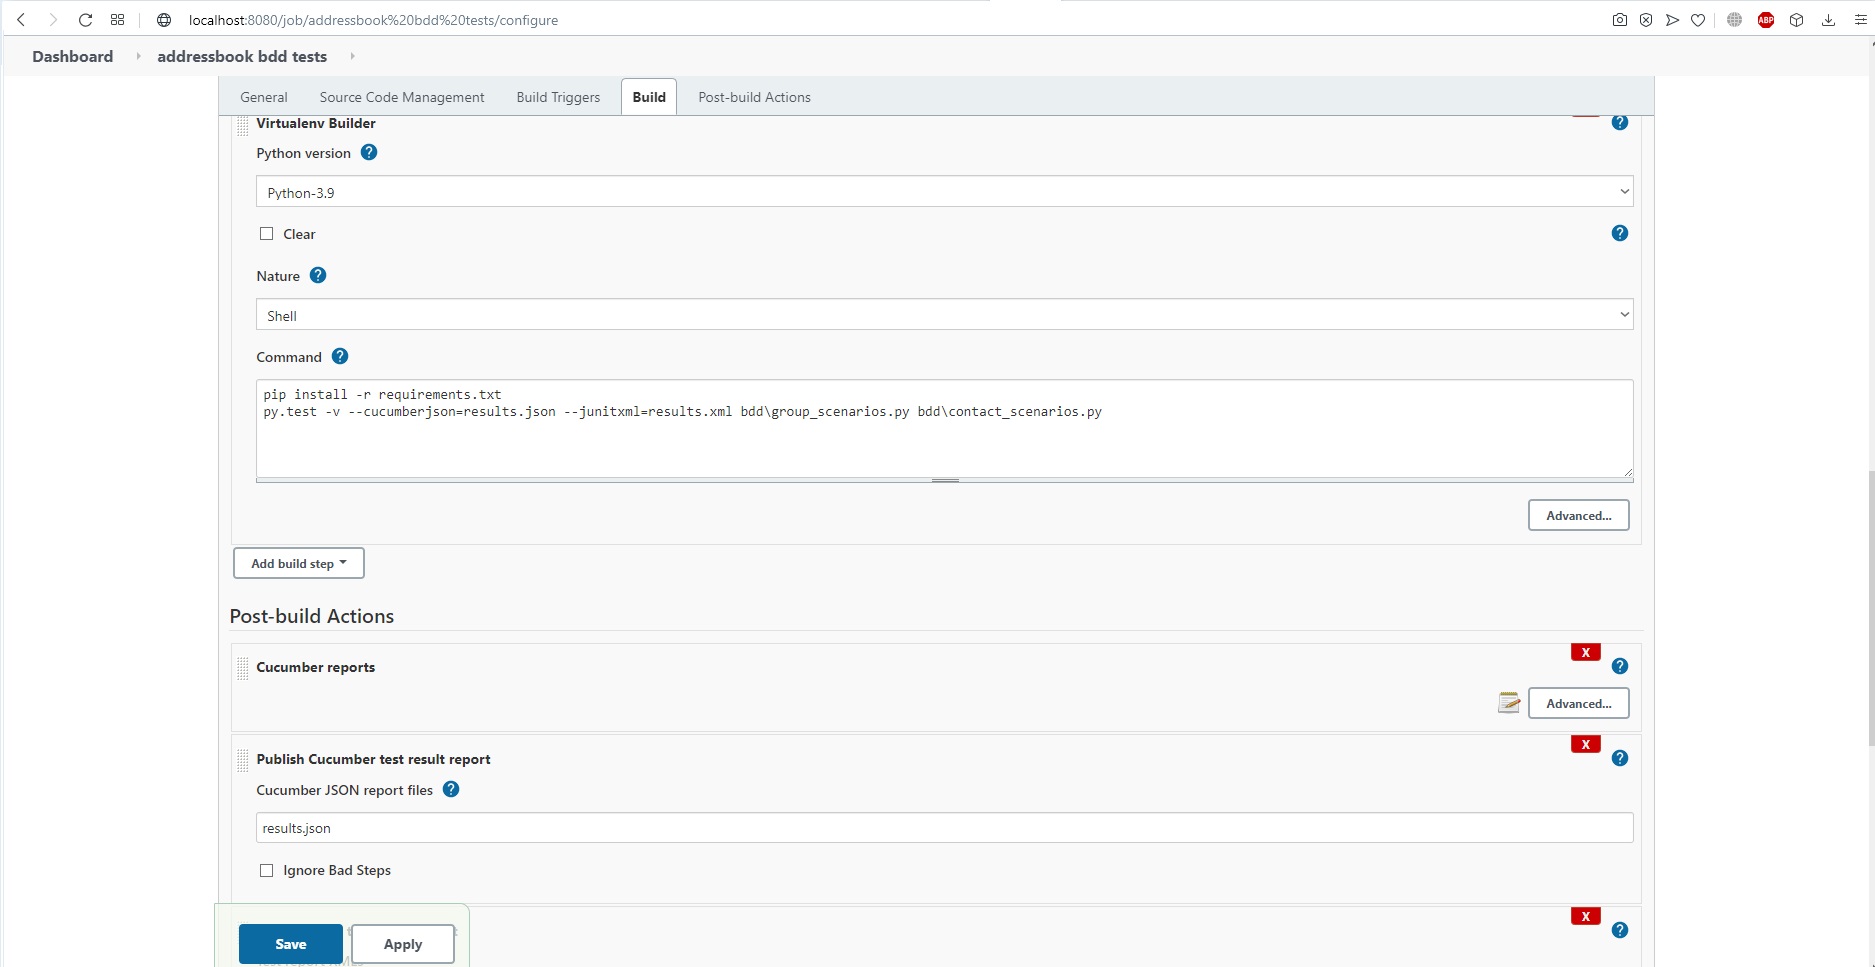 localhost:8080/job/addressbook%20bdd%20tests/configure
ABP
Dashboard addressbook bdd tests
General Source Code Management Build Triggers Build Post-build Actions
Virtualenv Builder ?
Python version ?
Python-3.9
Clear ?
Nature ?
Shell
Command ?
pip install -r requirements.txt
py.test -v --cucumberjson=results.json --junitxml=results.xml bdd\group_scenarios.py bdd\contact_scenarios.py
Advanced...
Add build step
Post-build Actions
X
Cucumber reports ?
Advanced...
X
Publish Cucumber test result report ?
Cucumber JSON report files ?
results.json
Ignore Bad Steps
X
?
Save Apply